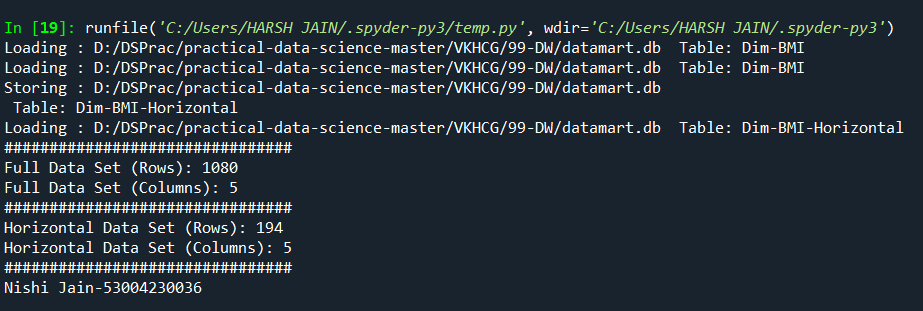 In [19]: runfile('C:/Users/HARSH JAIN/.spyder-py3/temp.py', wdir='C:/Users/HARSH JAIN/.spyder-py3')
Loading : D:/DSPrac/practical-data-science-master/VKHCG/99-DW/datamart.db  Table: Dim-BMI
Loading : D:/DSPrac/practical-data-science-master/VKHCG/99-DW/datamart.db  Table: Dim-BMI
Storing : D:/DSPrac/practical-data-science-master/VKHCG/99-DW/datamart.db
 Table: Dim-BMI-Horizontal
Loading : D:/DSPrac/practical-data-science-master/VKHCG/99-DW/datamart.db  Table: Dim-BMI-Horizontal
################################
Full Data Set (Rows): 1080
Full Data Set (Columns): 5
################################
Horizontal Data Set (Rows): 194
Horizontal Data Set (Columns): 5
################################
Nishi Jain-53004230036